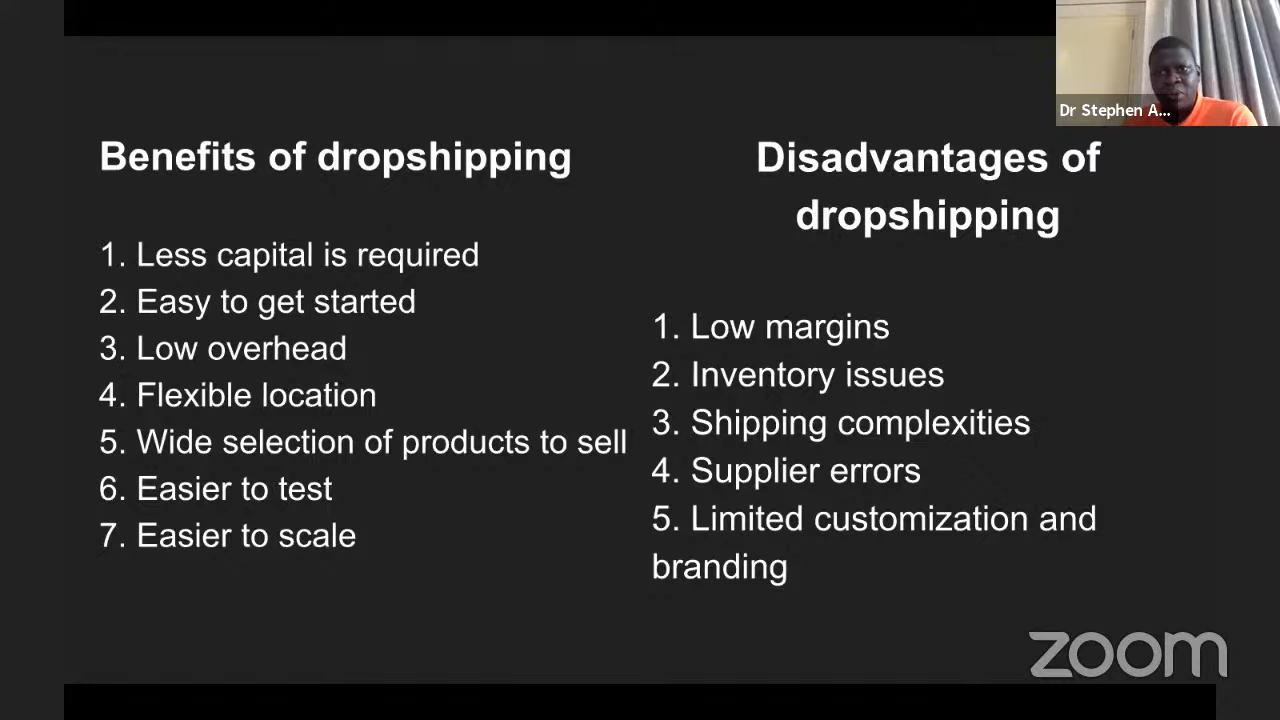 Dr Stephen A...
Benefits of dropshipping
1. Less capital is required
2. Easy to get started
3. Low overhead
4. Flexible location
5. Wide selection of products to sell
6. Easier to test
7. Easier to scale
Disadvantages of
dropshipping
1. Low margins
2. Inventory issues
3. Shipping complexities
4. Supplier errors
5. Limited customization and
branding
zoom